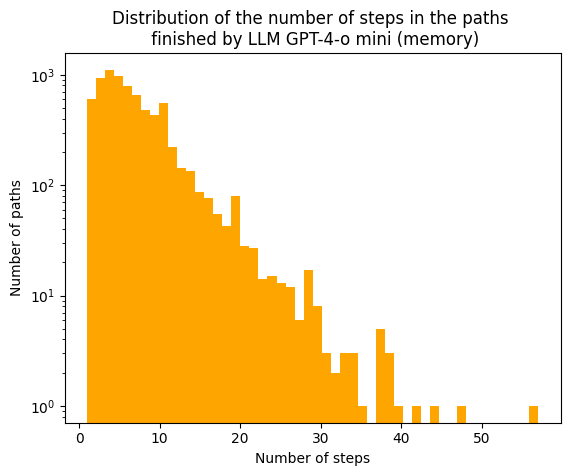 Distribution of the number of steps in the paths
finished by LLM GPT-4-o mini (memory)
Number of paths
10³
10²
10¹
10⁰
0 10 20 30 40 50
Number of steps